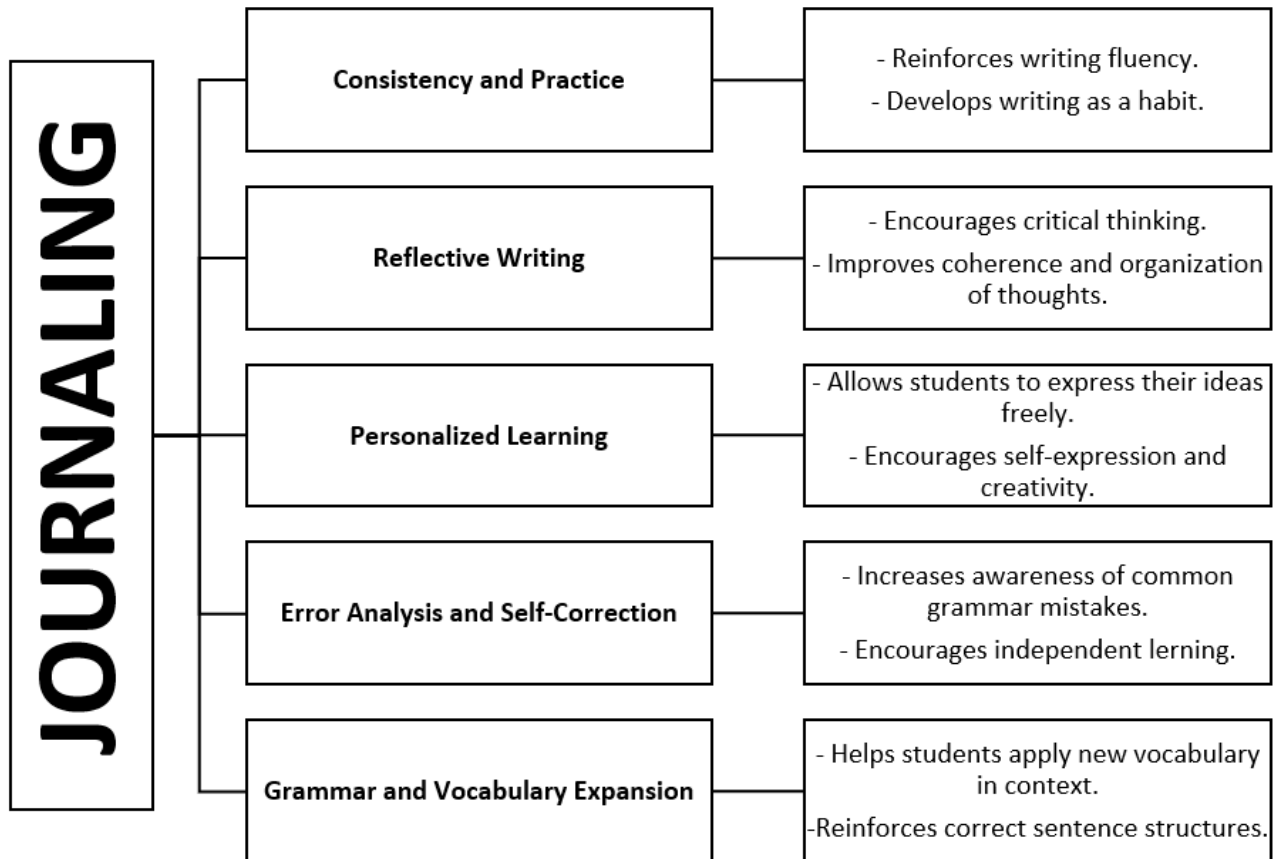 JOURNALING
Consistency and Practice
- Reinforces writing fluency.
- Develops writing as a habit.
Reflective Writing
- Encourages critical thinking.
- Improves coherence and organization
of thoughts.
Personalized Learning
- Allows students to express their ideas
freely.
- Encourages self-expression and
creativity.
Error Analysis and Self-Correction
- Increases awareness of common
grammar mistakes.
- Encourages independent lerning.
Grammar and Vocabulary Expansion
- Helps students apply new vocabulary
in context.
-Reinforces correct sentence structures.